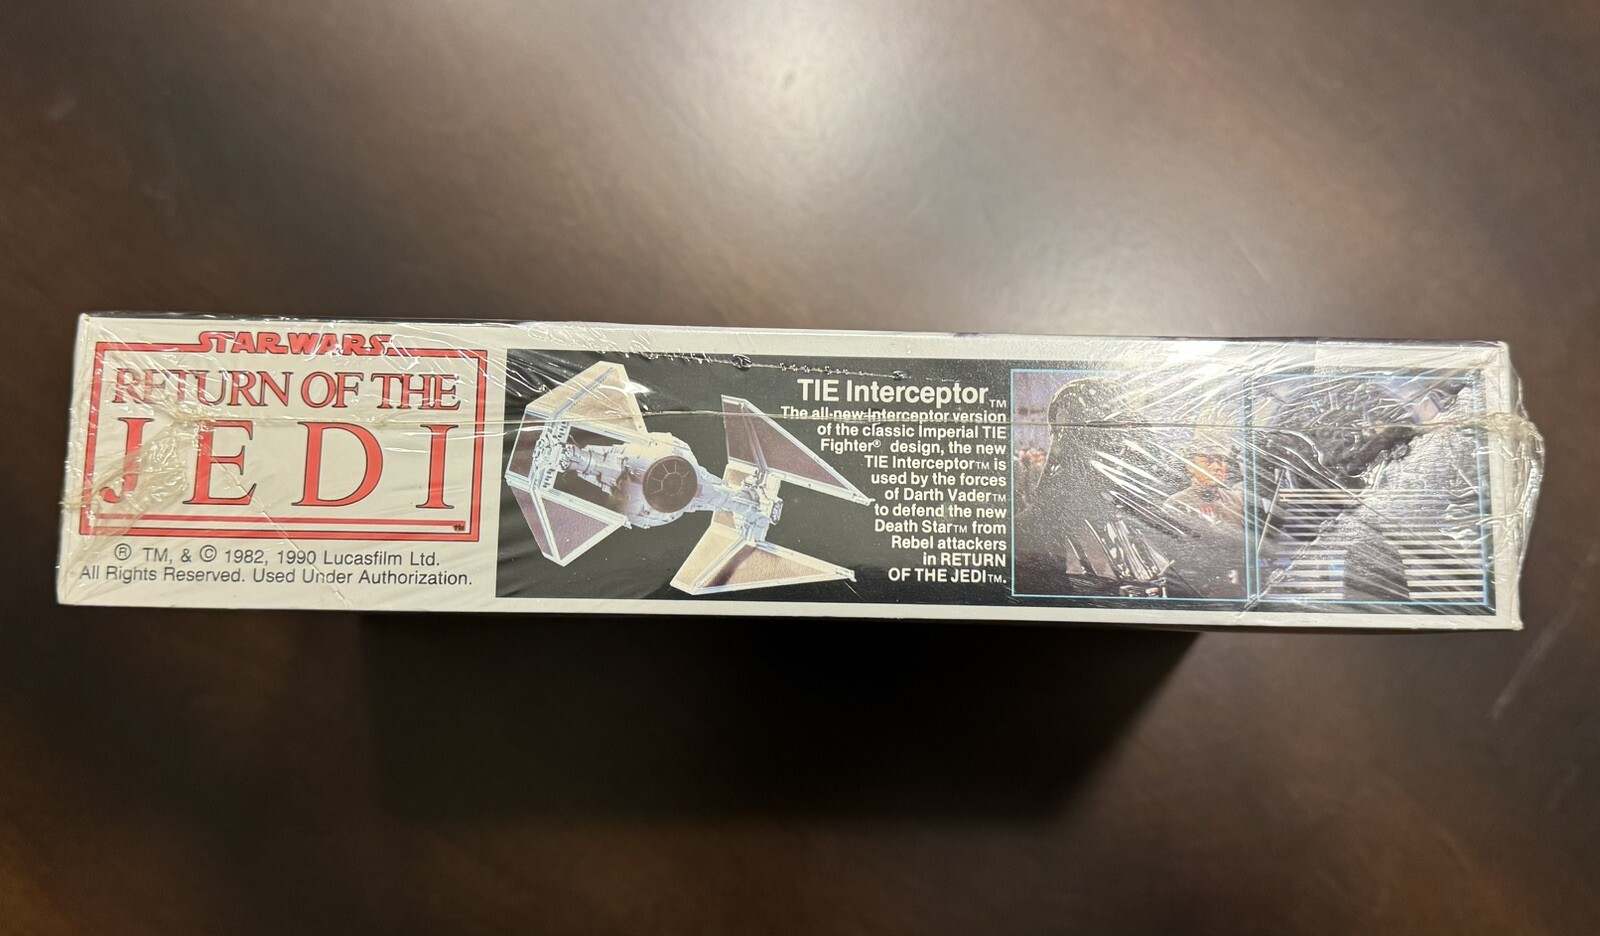 STAR WARS
RETURN OF THE
JEDI
TM
® TM, & © 1982, 1990 Lucasfilm Ltd.
All Rights Reserved. Used Under Authorization.
TIE Interceptor TM
The all-new Interceptor version
of the classic Imperial TIE
Fighter® design, the new
TIE Interceptor TM is
used by the forces
of Darth Vader TM
to defend the new
Death Star TM from
Rebel attackers
in RETURN
OF THE JEDI TM.